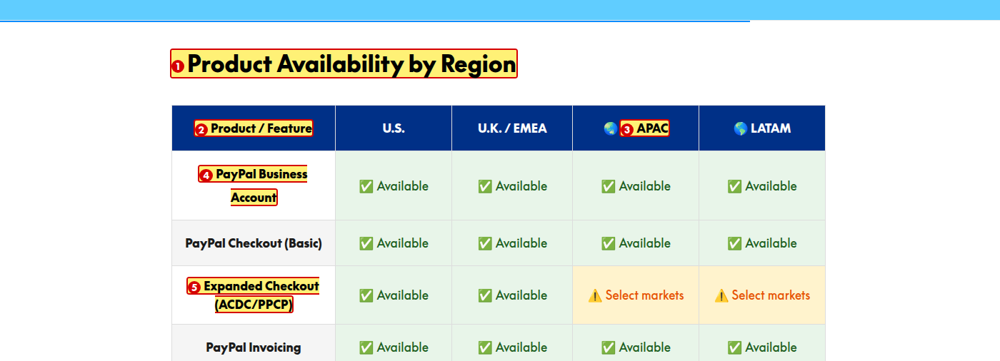 1 Product Availability by Region
2 Product / Feature U.S. U.K. / EMEA 🌏 3 APAC 🌎 LATAM
4 PayPal Business
Account
✅ Available ✅ Available ✅ Available ✅ Available
PayPal Checkout (Basic) ✅ Available ✅ Available ✅ Available ✅ Available
5 Expanded Checkout
(ACDC/PPCP)
✅ Available ✅ Available ⚠️ Select markets ⚠️ Select markets
PayPal Invoicing ✅ Available ✅ Available ✅ Available ✅ Available